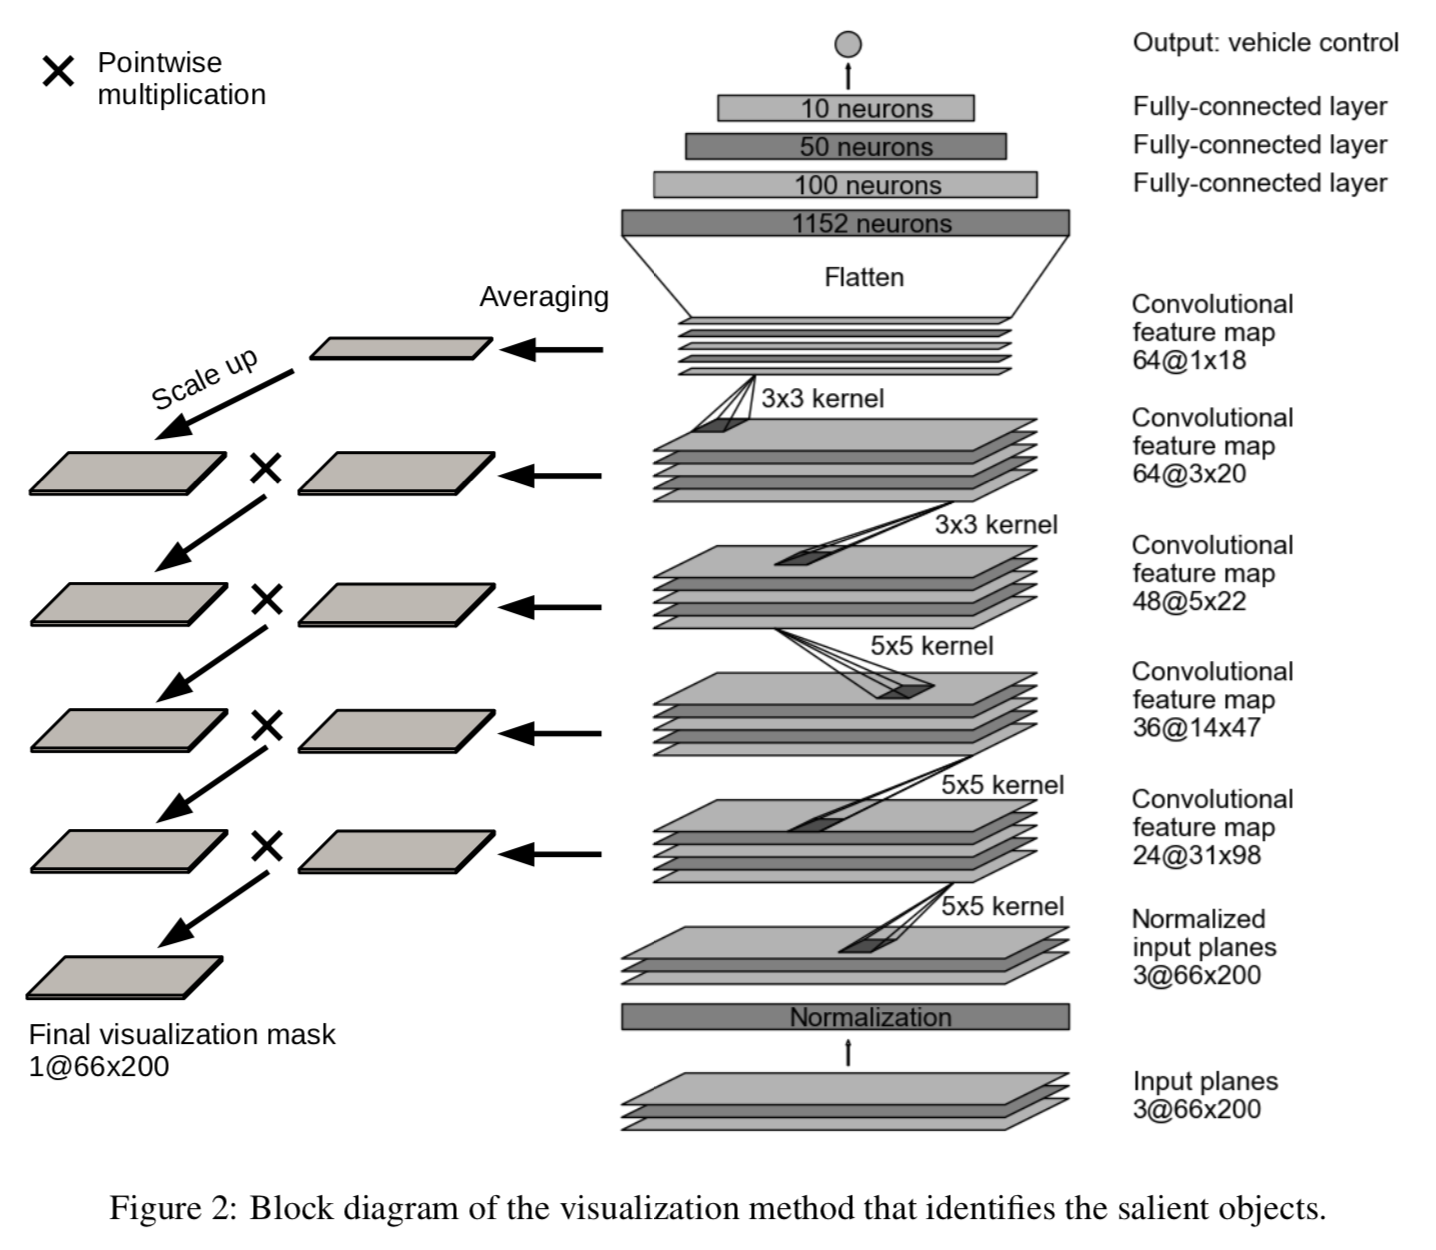 Pointwise
multiplication
Output: vehicle control
10 neurons
Fully-connected layer
50 neurons
Fully-connected layer
100 neurons
Fully-connected layer
1152 neurons
Flatten
Averaging
Scale up
Convolutional
feature map
64@1x18
3x3 kernel
Convolutional
feature map
64@3x20
3x3 kernel
Convolutional
feature map
48@5x22
5x5 kernel
Convolutional
feature map
36@14x47
5x5 kernel
Convolutional
feature map
24@31x98
5x5 kernel
Normalized
input planes
3@66x200
Normalization
Final visualization mask
1@66x200
Input planes
3@66x200
Figure 2: Block diagram of the visualization method that identifies the salient objects.